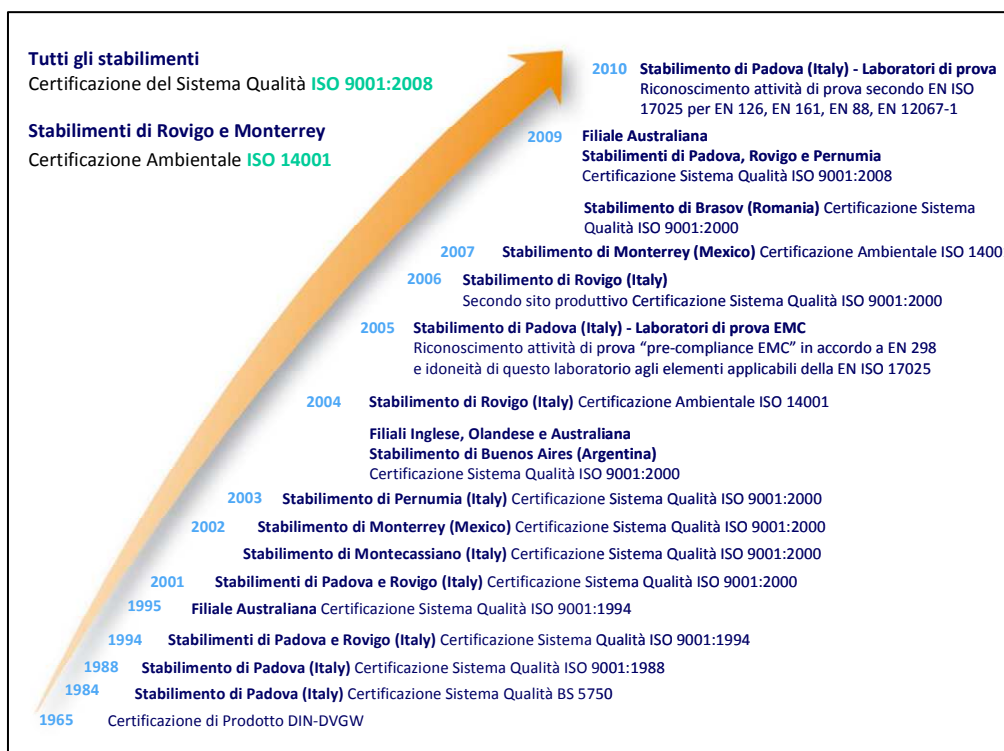 Tutti gli stabilimenti
Certificazione del Sistema Qualità ISO 9001:2008
Stabilimenti di Rovigo e Monterrey
Certificazione Ambientale ISO 14001
2010 Stabilimento di Padova (Italy) - Laboratori di prova
Riconoscimento attività di prova secondo EN ISO
17025 per EN 126, EN 161, EN 88, EN 12067-1
2009 Filiale Australiana
Stabilimenti di Padova, Rovigo e Pernumia
Certificazione Sistema Qualità ISO 9001:2008
Stabilimento di Brasov (Romania) Certificazione Sistema
Qualità ISO 9001:2000
2007 Stabilimento di Monterrey (Mexico) Certificazione Ambientale ISO 1400
2006 Stabilimento di Rovigo (Italy)
Secondo sito produttivo Certificazione Sistema Qualità ISO 9001:2000
2005 Stabilimento di Padova (Italy) - Laboratori di prova EMC
Riconoscimento attività di prova “pre-compliance EMC” in accordo a EN 298
e idoneità di questo laboratorio agli elementi applicabili della EN ISO 17025
2004 Stabilimento di Rovigo (Italy) Certificazione Ambientale ISO 14001
Filiali Inglese, Olandese e Australiana
Stabilimento di Buenos Aires (Argentina)
Certificazione Sistema Qualità ISO 9001:2000
2003 Stabilimento di Pernumia (Italy) Certificazione Sistema Qualità ISO 9001:2000
2002 Stabilimento di Monterrey (Mexico) Certificazione Sistema Qualità ISO 9001:2000
Stabilimento di Montecassiano (Italy) Certificazione Sistema Qualità ISO 9001:2000
2001 Stabilimenti di Padova e Rovigo (Italy) Certificazione Sistema Qualità ISO 9001:2000
1995 Filiale Australiana Certificazione Sistema Qualità ISO 9001:1994
1994 Stabilimenti di Padova e Rovigo (Italy) Certificazione Sistema Qualità ISO 9001:1994
1988 Stabilimento di Padova (Italy) Certificazione Sistema Qualità ISO 9001:1988
1984 Stabilimento di Padova (Italy) Certificazione Sistema Qualità BS 5750
1965 Certificazione di Prodotto DIN-DVGW